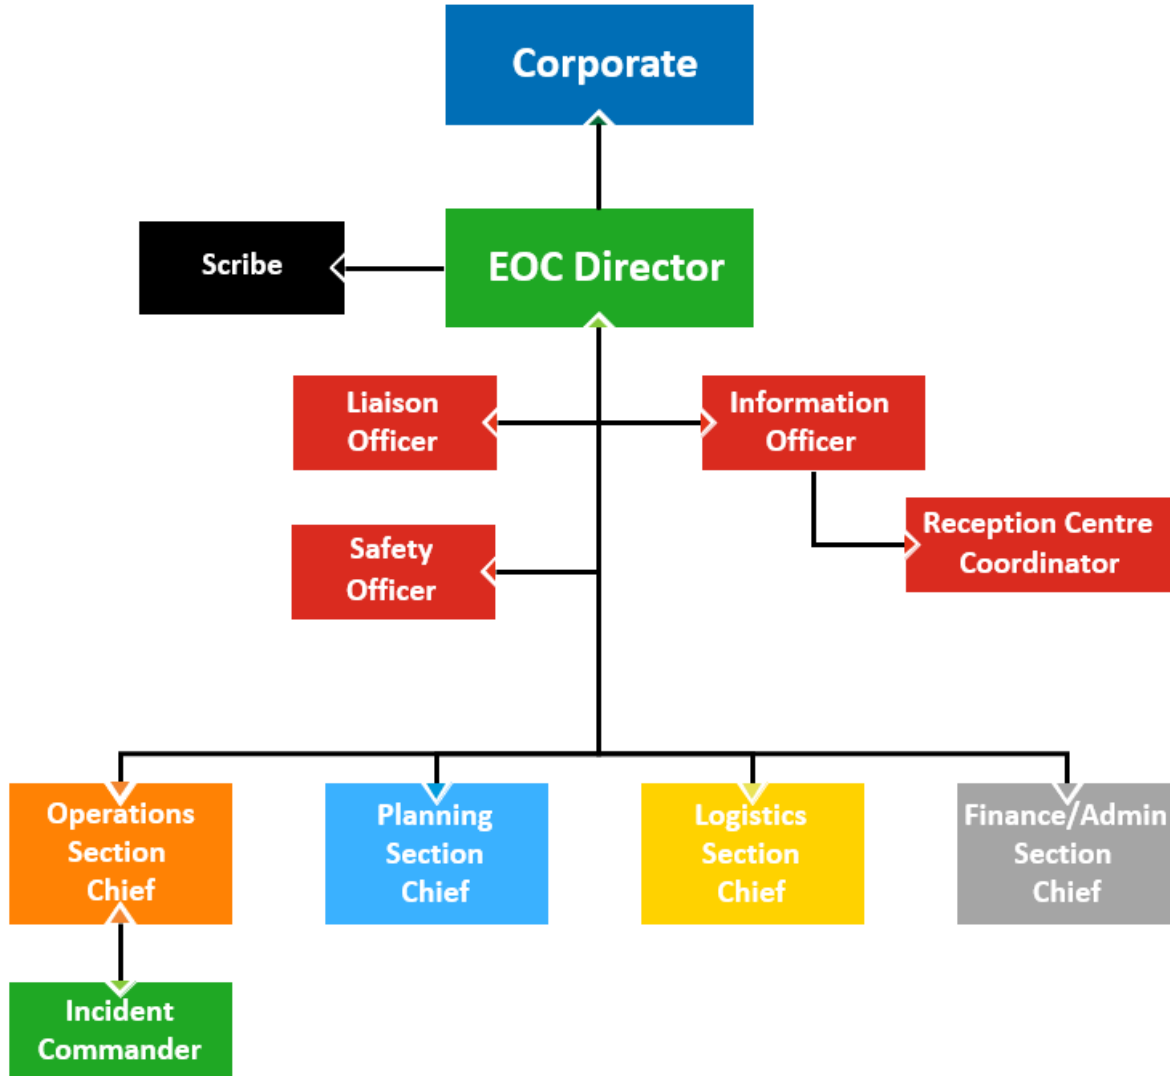 Corporate
Scribe
EOC Director
Liaison
Officer
Information
Officer
Safety
Officer
Reception Centre
Coordinator
Operations
Section
Chief
Planning
Section
Chief
Logistics
Section
Chief
Finance/Admin
Section
Chief
Incident
Commander